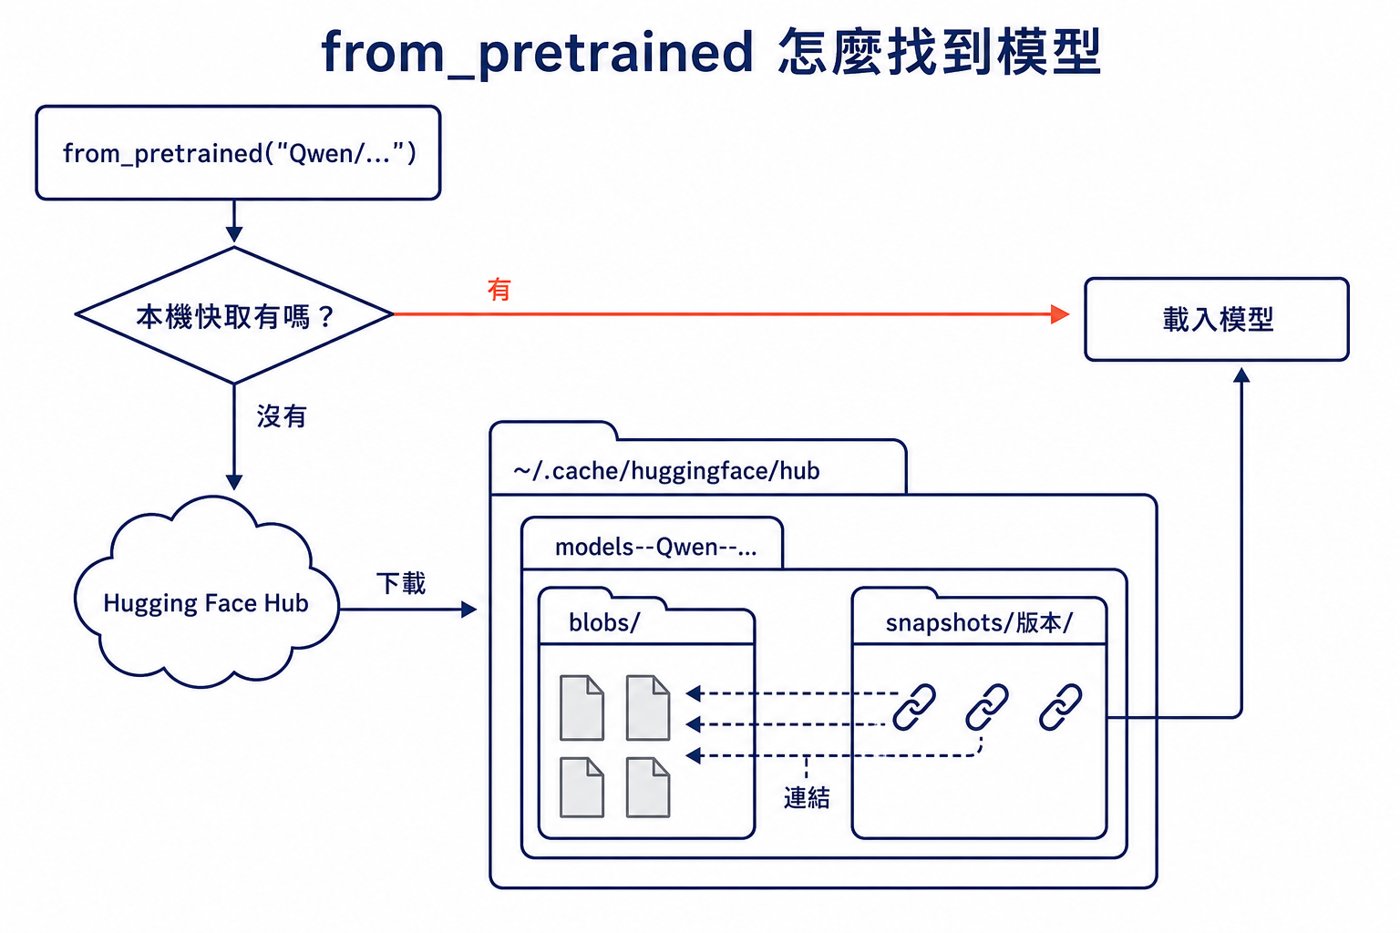 from_pretrained 怎麼找到模型
from_pretrained("Qwen/...")
本機快取有嗎？
有
載入模型
沒有
Hugging Face Hub
下載
~/.cache/huggingface/hub
models--Qwen--...
blobs/
snapshots/版本/
連結